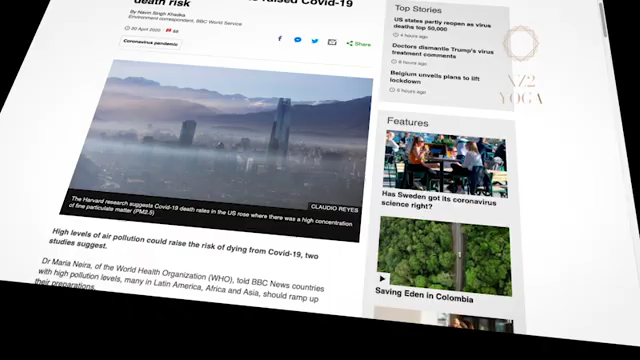 raised Covid-19
death risk
By Navin Singh Khadka
Environment correspondent, BBC World Service
20 April 2020
Share
Coronavirus pandemic
CLAUDIO REYES
The Harvard research suggests Covid-19 death rates in the US rose where there was a high concentration
of fine particulate matter (PM2.5)
High levels of air pollution could raise the risk of dying from Covid-19, two
studies suggest.
Dr Maria Neira, of the World Health Organization (WHO), told BBC News countries
with high pollution levels, many in Latin America, Africa and Asia, should ramp up
their preparations.
Top Stories
US states partly reopen as virus
deaths top 50,000
4 hours ago
Doctors dismantle Trump's virus
treatment comments
8 hours ago
Belgium unveils plans to lift
lockdown
5 hours ago
Features
Has Sweden got its coronavirus
science right?
Saving Eden in Colombia
YOGA